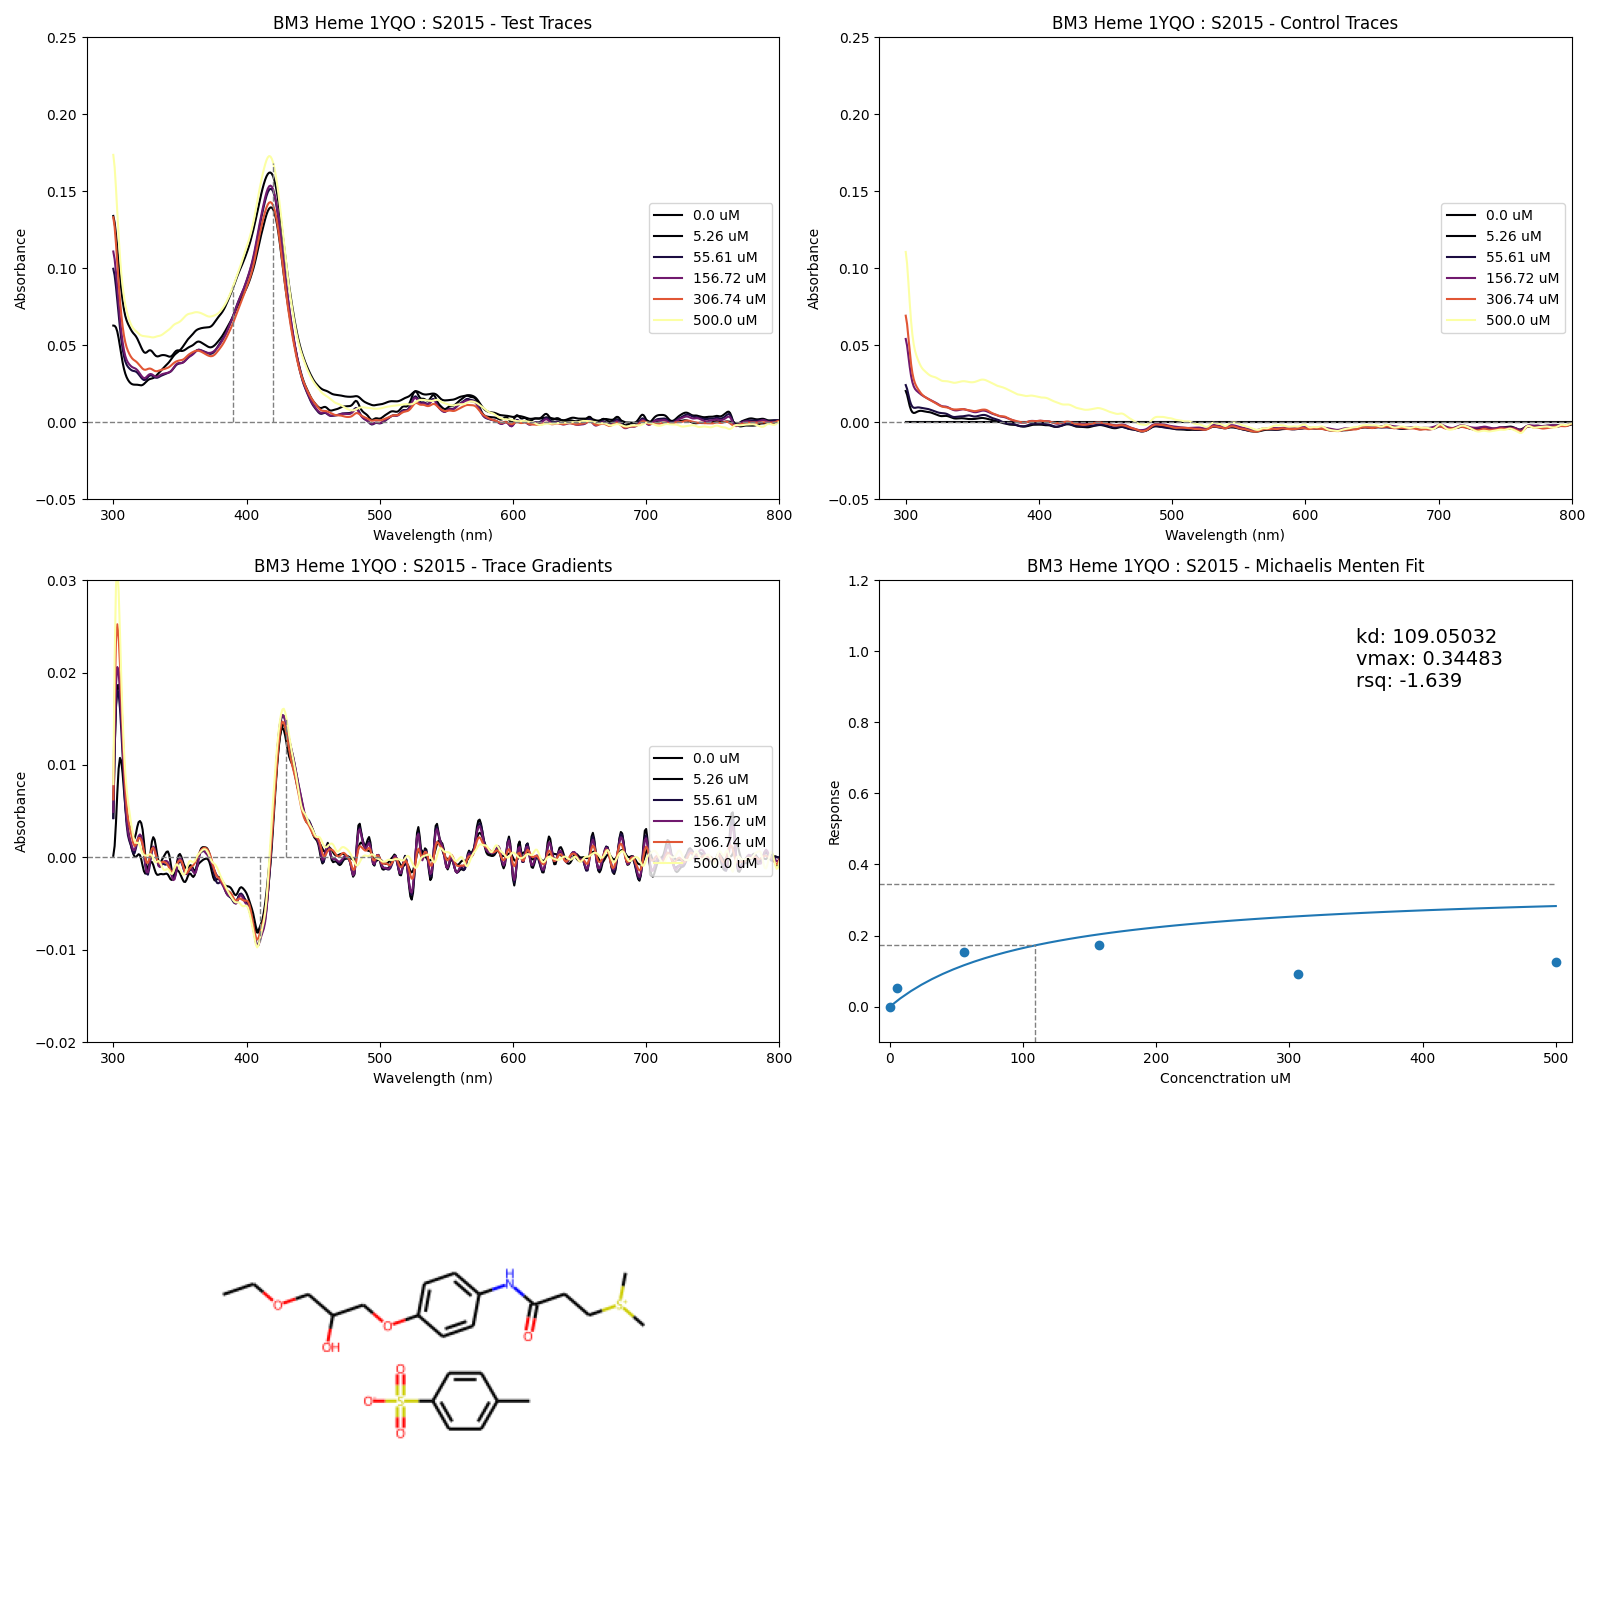 BM3 Heme 1YQO : S2015 - Test Traces
0.25
0.20
0.15
0.10
0.05
0.00
−0.05
Absorbance
300 400 500 600 700 800
Wavelength (nm)
0.0 uM
5.26 uM
55.61 uM
156.72 uM
306.74 uM
500.0 uM
BM3 Heme 1YQO : S2015 - Control Traces
0.25
0.20
0.15
0.10
0.05
0.00
−0.05
Absorbance
300 400 500 600 700 800
Wavelength (nm)
0.0 uM
5.26 uM
55.61 uM
156.72 uM
306.74 uM
500.0 uM
BM3 Heme 1YQO : S2015 - Trace Gradients
0.03
0.02
0.01
0.00
−0.01
−0.02
Absorbance
300 400 500 600 700 800
Wavelength (nm)
0.0 uM
5.26 uM
55.61 uM
156.72 uM
306.74 uM
500.0 uM
BM3 Heme 1YQO : S2015 - Michaelis Menten Fit
1.2
1.0
0.8
0.6
0.4
0.2
0.0
Response
0 100 200 300 400 500
Concenctration uM
kd: 109.05032
vmax: 0.34483
rsq: -1.639
H
N
O
S+
O
O
OH
O
O-
S
O